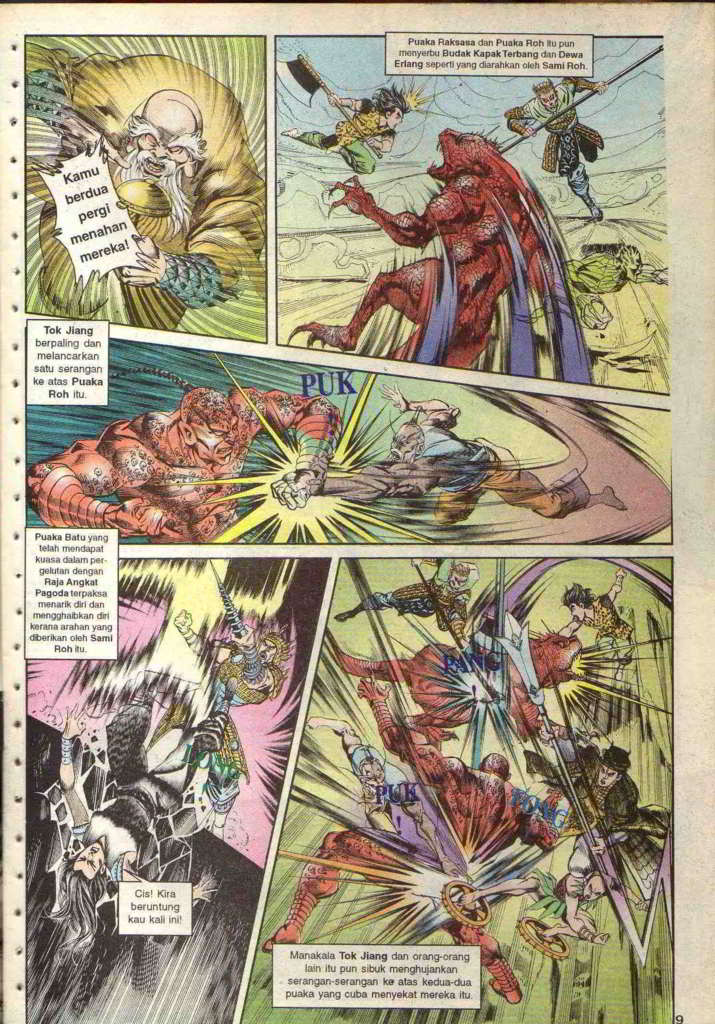 Kamu
berdua
pergi
menahan
mereka!
Puaka Raksasa dan Puaka Roh itu pun
menyerbu Budak Kapak Terbang dan Dewa
Erlang seperti yang diarahkan oleh Sami Roh.
Tok Jiang
berpaling dan
melancarkan
satu serangan
ke atas Puaka
Roh itu.
PUK
Puaka Batu yang
telah mendapat
kuasa dalam per-
gelutan dengan
Raja Angkat
Pagoda terpaksa
menarik diri dan
mengghaibkan diri
kerana arahan yang
diberikan oleh Sami
Roh itu.
Cis! Kira
beruntung
kau kali ini!
PANG
!
PUK
!
TONG
Manakala Tok Jiang dan orang-orang
lain itu pun sibuk menghujankan
serangan-serangan ke atas kedua-dua
puaka yang cuba menyekat mereka itu.
9